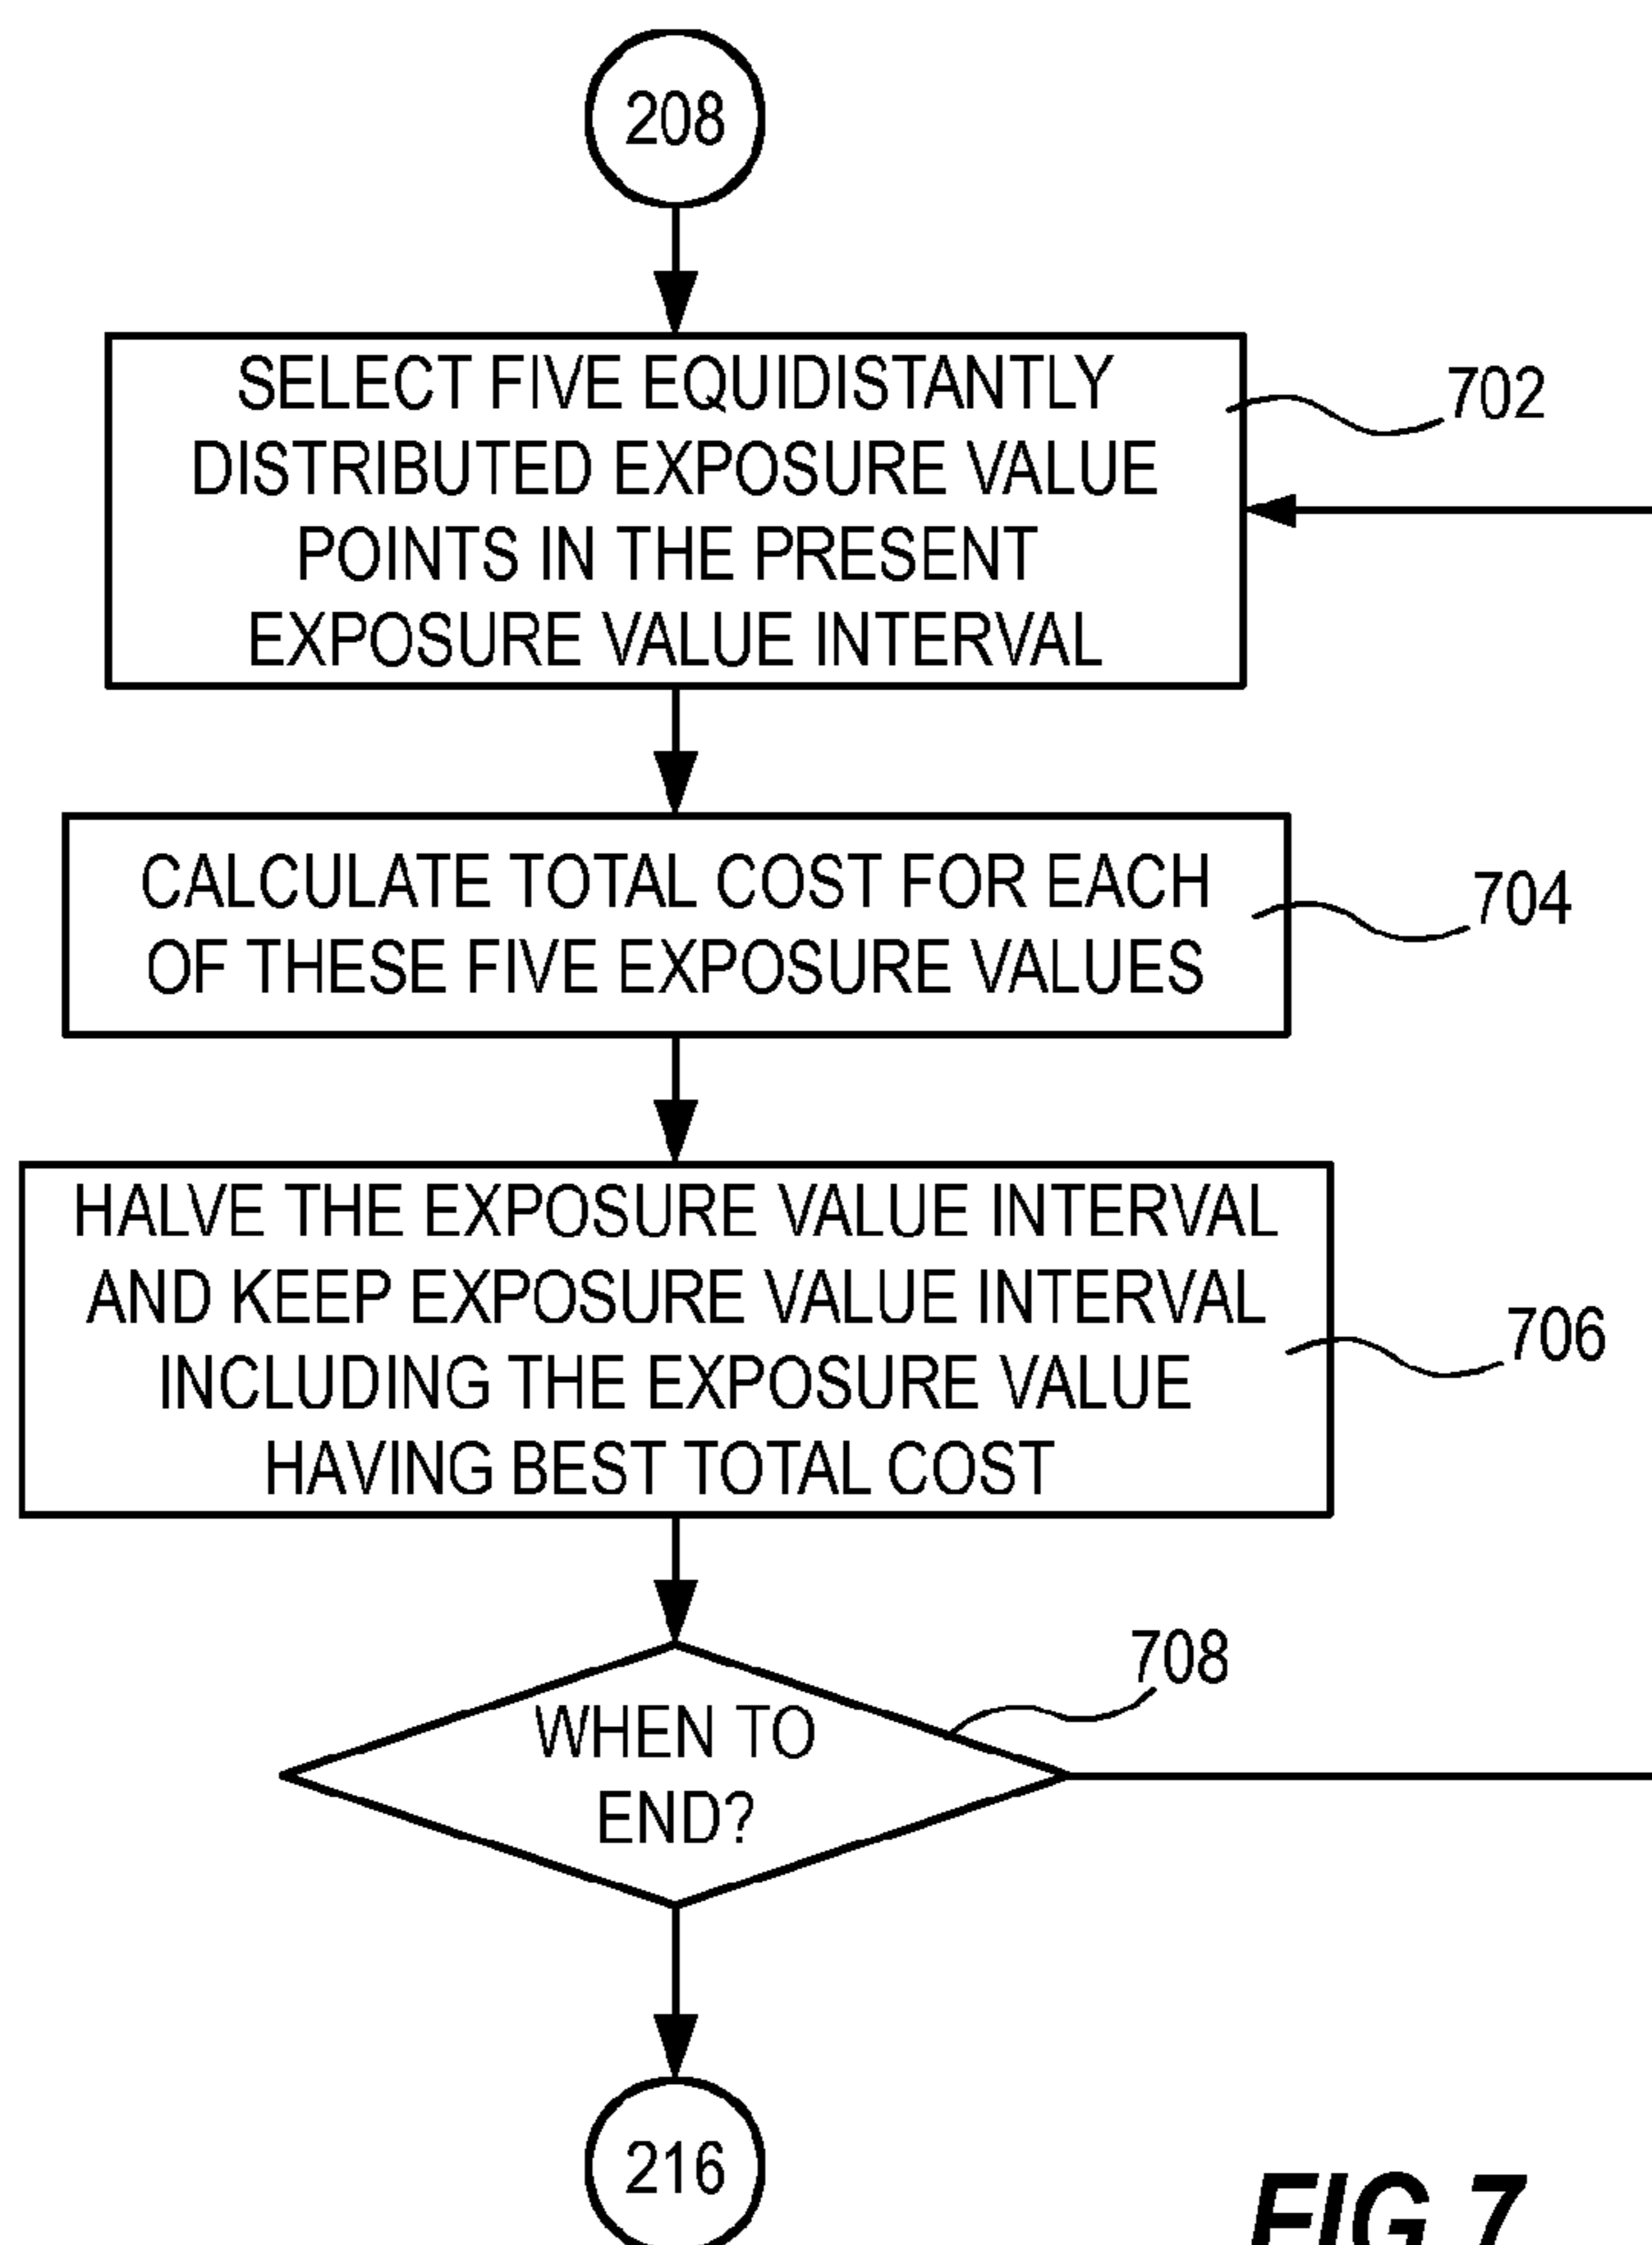 208
SELECT FIVE EQUIDISTANTLY
DISTRIBUTED EXPOSURE VALUE
POINTS IN THE PRESENT
EXPOSURE VALUE INTERVAL
702
CALCULATE TOTAL COST FOR EACH
OF THESE FIVE EXPOSURE VALUES
704
HALVE THE EXPOSURE VALUE INTERVAL
AND KEEP EXPOSURE VALUE INTERVAL
INCLUDING THE EXPOSURE VALUE
HAVING BEST TOTAL COST
706
WHEN TO
END?
708
216
FIG 7